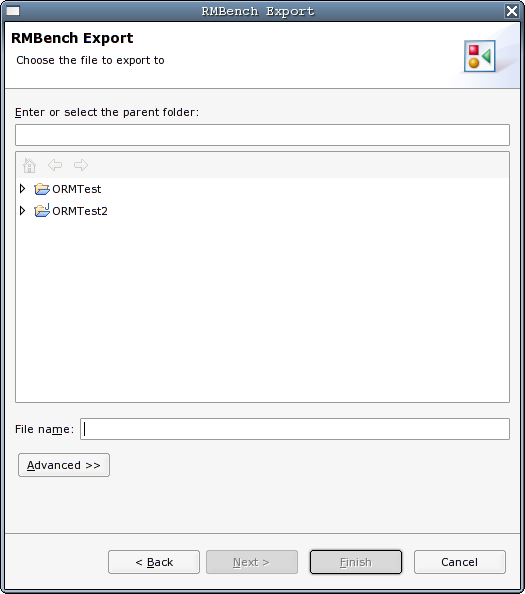 RMBench Export
RMBench Export
Choose the file to export to
Enter or select the parent folder:
ORMTest
ORMTest2
File name:
Advanced >>
< Back Next > Finish Cancel